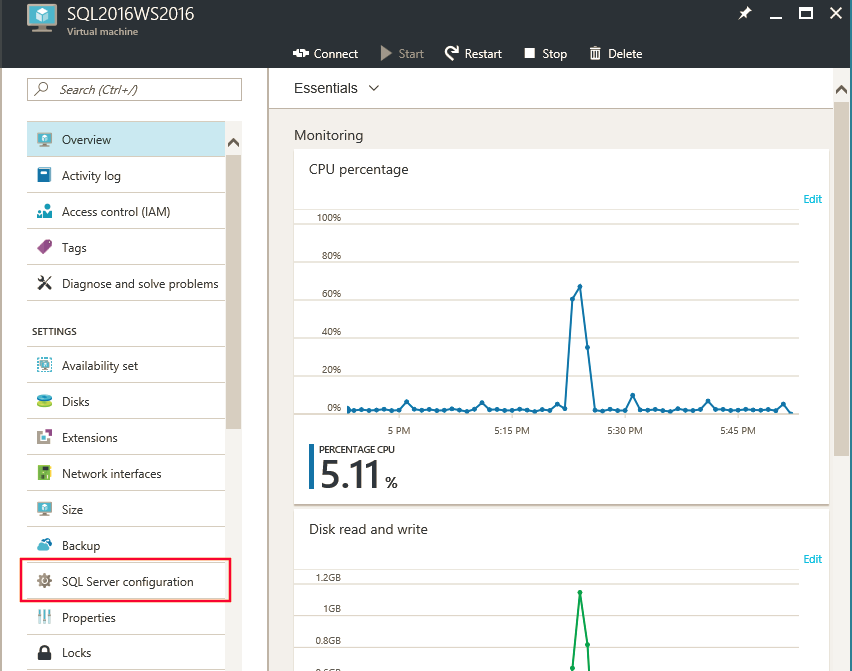 SQL2016WS2016
Virtual machine
Connect Start Restart Stop Delete
Search (Ctrl+/)
Overview
Activity log
Access control (IAM)
Tags
Diagnose and solve problems
SETTINGS
Availability set
Disks
Extensions
Network interfaces
Size
Backup
SQL Server configuration
Properties
Locks
Essentials
Monitoring
CPU percentage
Edit
100%
80%
60%
40%
20%
0%
5 PM 5:15 PM 5:30 PM 5:45 PM
PERCENTAGE CPU
5.11 %
Disk read and write
Edit
1.2GB
1GB
0.8GB